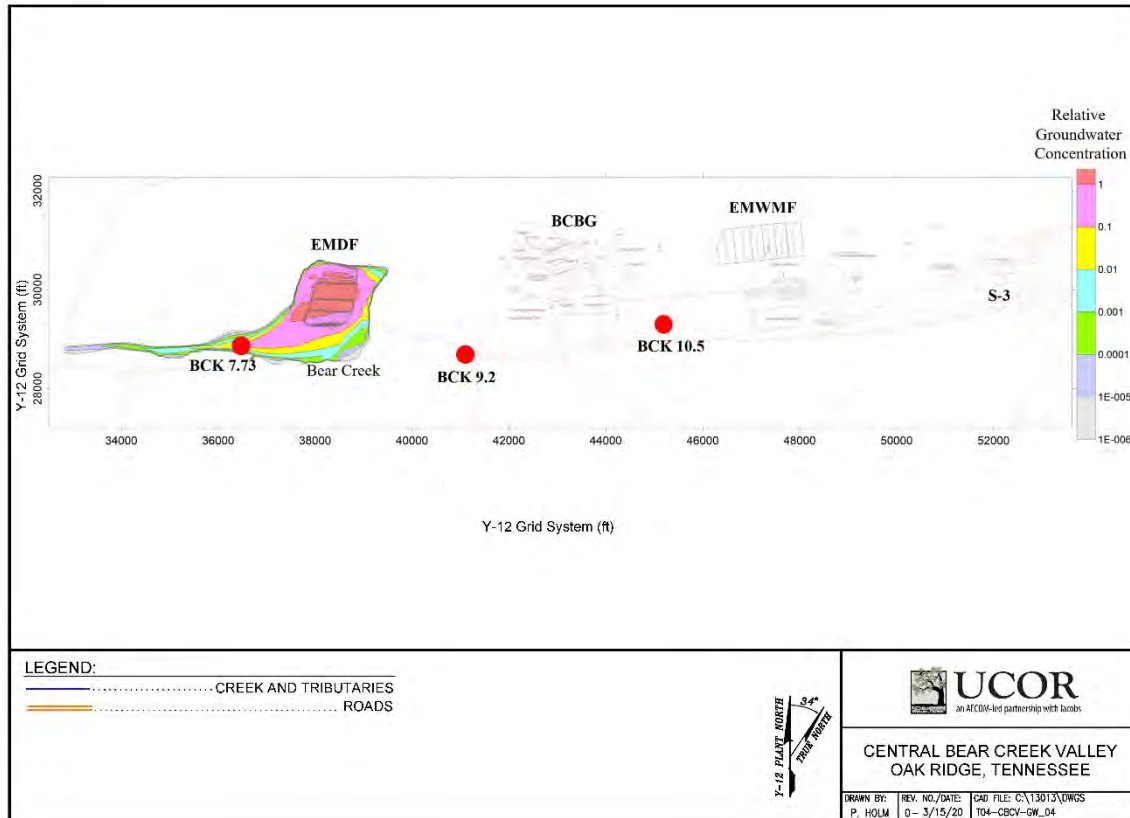 Relative
Groundwater
Concentration
1
0.1
0.01
0.001
0.0001
1E-005
1E-006
32000
30000
28000
Y-12 Grid System (ft)
EMDF
BCBG
EMWMF
S-3
BCK 7.73
Bear Creek
BCK 9.2
BCK 10.5
34000 36000 38000 40000 42000 44000 46000 48000 50000 52000
Y-12 Grid System (ft)
LEGEND:
CREEK AND TRIBUTARIES
ROADS
34°
Y-12 PLANT NORTH
TRUE NORTH
UCOR
an AECOM-led partnership with Jacobs
CENTRAL BEAR CREEK VALLEY
OAK RIDGE, TENNESSEE
DRAWN BY: REV. NO./DATE: CAD FILE: C:\13013\DWGS
P. HOLM 0- 3/15/20 T04-CBCV-GW_04